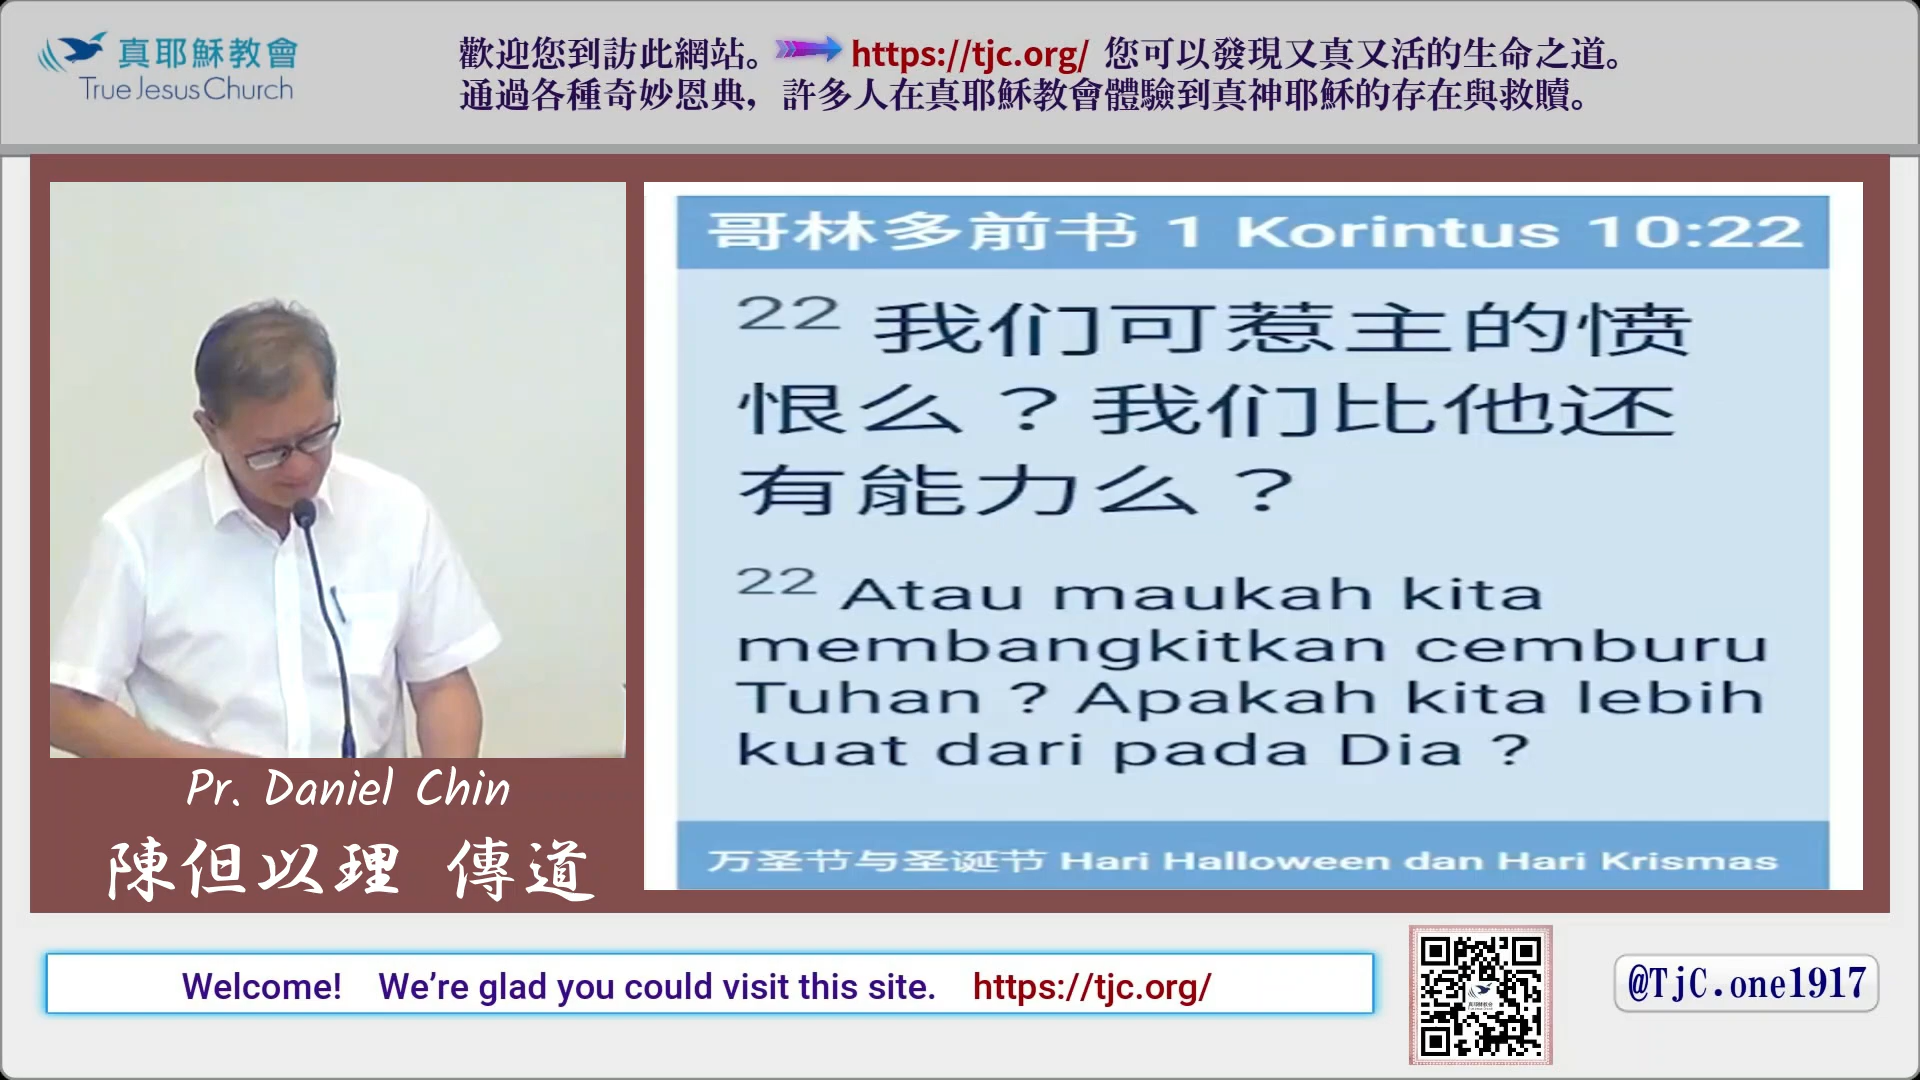 真耶穌教會
True Jesus Church
歡迎您到訪此網站。 https://tjc.org/ 您可以發現又真又活的生命之道。
通過各種奇妙恩典，許多人在真耶穌教會體驗到真神耶穌的存在與救贖。
哥林多前书 1 Korintus 10:22
22 我们可惹主的愤
恨么？我们比他还
有能力么？
22 Atau maukah kita
membangkitkan cemburu
Tuhan ? Apakah kita lebih
kuat dari pada Dia ?
万圣节与圣诞节 Hari Halloween dan Hari Krismas
Pr. Daniel Chin
陳但以理 傳道
Welcome! We’re glad you could visit this site. https://tjc.org/
真耶穌教會
@TjC.one1917